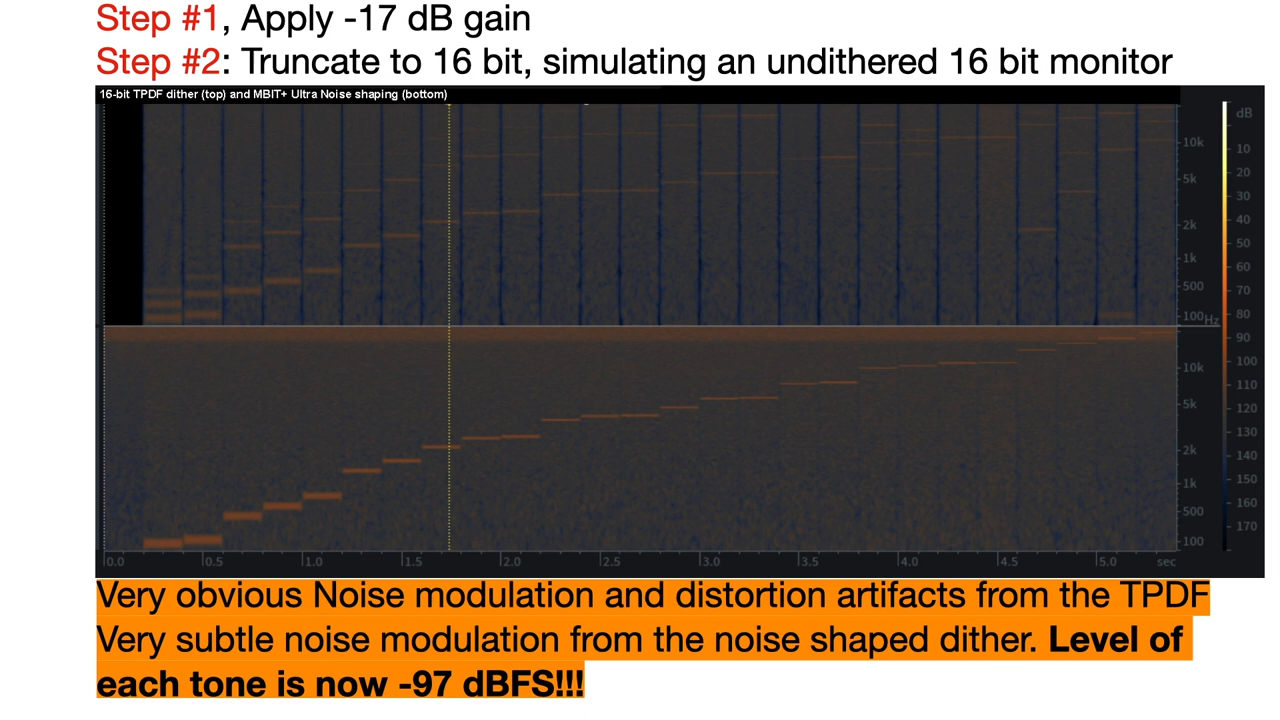 Step #1, Apply -17 dB gain
Step #2: Truncate to 16 bit, simulating an undithered 16 bit monitor
16-bit TPDF dither (top) and MBIT+ Ultra Noise shaping (bottom)
dB
10k
5k
2k
1k
500
100
Hz
10k
5k
2k
1k
500
100
10
20
30
40
50
60
70
80
90
100
110
120
130
140
150
160
170
0.0 0.5 1.0 1.5 2.0 2.5 3.0 3.5 4.0 4.5 5.0 sec
Very obvious Noise modulation and distortion artifacts from the TPDF
Very subtle noise modulation from the noise shaped dither. Level of
each tone is now -97 dBFS!!!